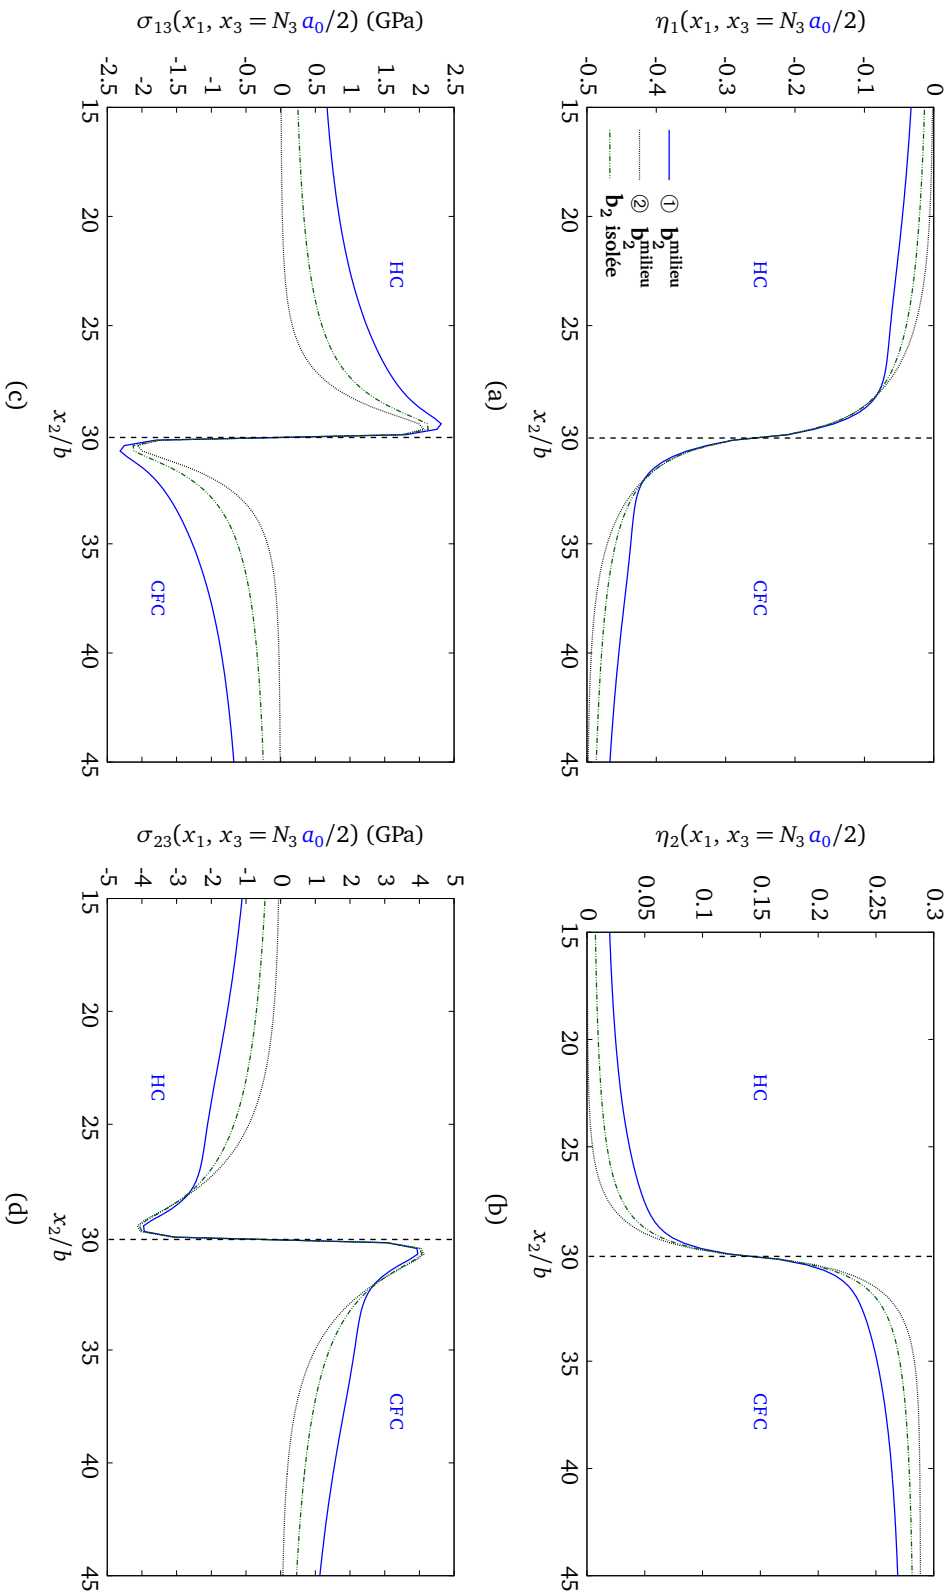 η₁(x₁, x₃ = N₃ a₀/2)
0
-0.1
-0.2
-0.3
-0.4
-0.5
15 20 25 30 35 40 45
① b₂^milieu
② b₂^milieu
b₂ isolée
HC
CFC
x₂/b
(a)
η₂(x₁, x₃ = N₃ a₀/2)
0.3
0.25
0.2
0.15
0.1
0.05
0
15 20 25 30 35 40 45
HC
CFC
x₂/b
(b)
σ₁₃(x₁, x₃ = N₃ a₀/2) (GPa)
2.5
2
1.5
1
0.5
0
-0.5
-1
-1.5
-2
-2.5
15 20 25 30 35 40 45
HC
CFC
x₂/b
(c)
σ₂₃(x₁, x₃ = N₃ a₀/2) (GPa)
5
4
3
2
1
0
-1
-2
-3
-4
-5
15 20 25 30 35 40 45
HC
CFC
x₂/b
(d)